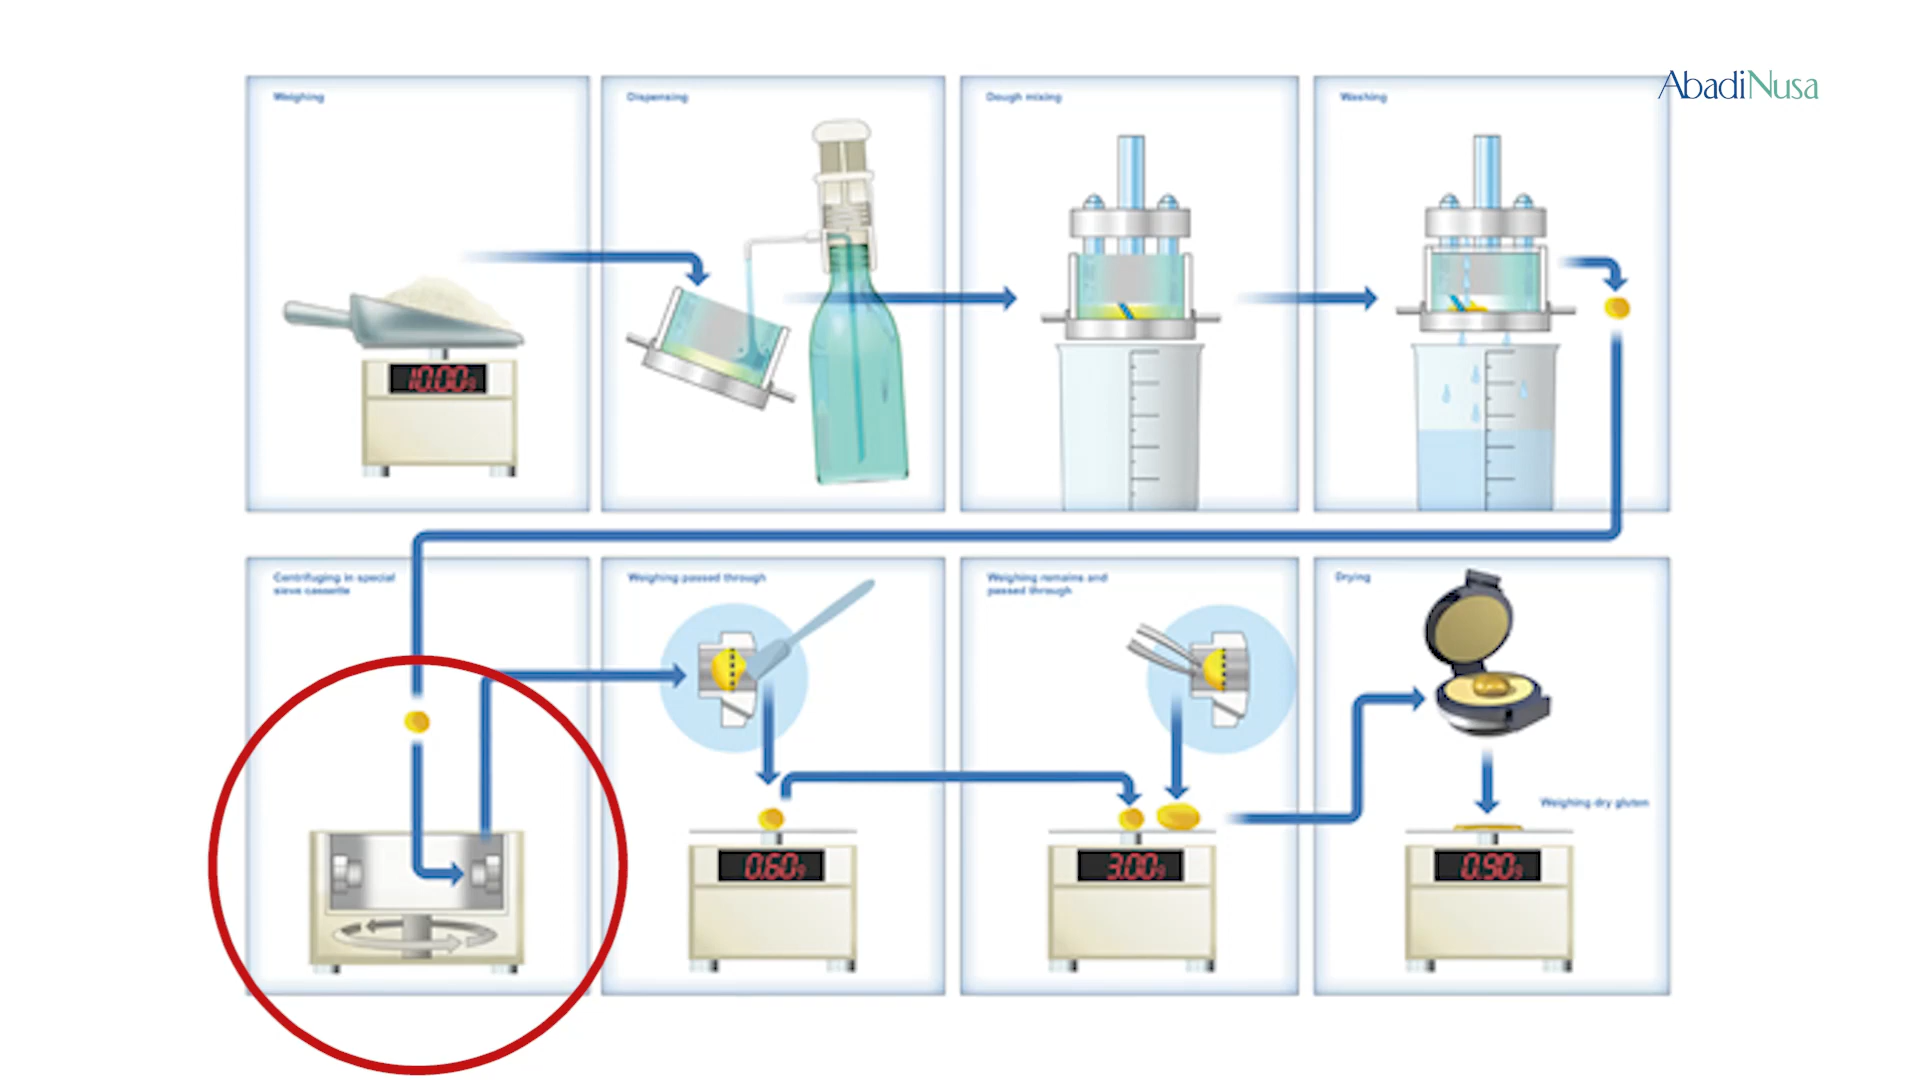 AbadiNusa
Weighing
Dispensing
Dough mixing
Washing
10.00g
Centrifuging in special
sieve cassette
Weighing passed through
Weighing remains and
passed through
Drying
Weighing dry gluten
0.60g
3.00g
0.90g